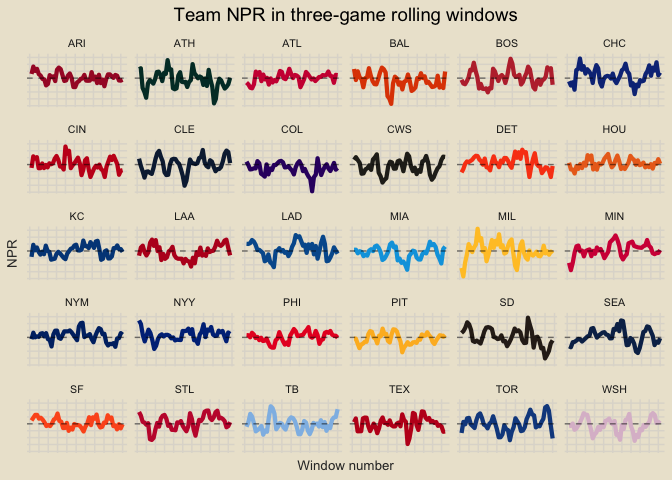 Team NPR in three-game rolling windows
ARI ATH ATL BAL BOS CHC
CIN CLE COL CWS DET HOU
KC LAA LAD MIA MIL MIN
NPR
NYM NYY PHI PIT SD SEA
SF STL TB TEX TOR WSH
Window number